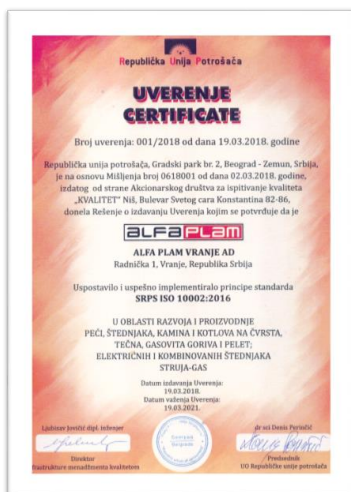 Republička Unija Potrošača
UVERENJE
CERTIFICATE
Broj uverenja: 001/2018 od dana 19.03.2018. godine
Republička unija potrošača, Gradski park br. 2, Beograd - Zemun, Srbija,
je na osnovu Mišljenja broj 0618001 od dana 02.03.2018. godine,
izdatog od strane Akcionarskog društva za ispitivanje kvaliteta
„KVALITET" Niš, Bulevar Svetog cara Konstantina 82-86,
donela Rešenje o izdavanju Uverenja kojim se potvrđuje da je
ALFA PLAM
ALFA PLAM VRANJE AD
Radnička 1, Vranje, Republika Srbija
Uspostavilo i uspešno implementiralo principe standarda
SRPS ISO 10002:2016
U OBLASTI RAZVOJA I PROIZVODNJE
PEĆI, ŠTEDNJAKA, KAMINA I KOTLOVA NA ČVRSTA,
TEČNA, GASOVITA GORIVA I PELET;
ELEKTRIČNIH I KOMBINOVANIH ŠTEDNJAKA
STRUJA-GAS
Datum izdavanja Uverenja:
19.03.2018.
Datum važenja Uverenja:
19.03.2021.
Ljubisav Jovičić dipl. inženjer
dr sci Denis Perinčić
Direktor
infrastrukture menadžmenta kvalitetom
Predsednik
UO Republičke unije potrošača